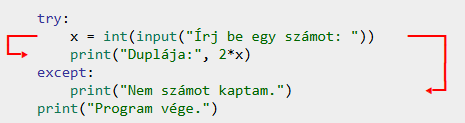 try:
    x = int(input("Írj be egy számot: "))
    print("Duplája:", 2*x)
except:
    print("Nem számot kaptam.")
print("Program vége.")